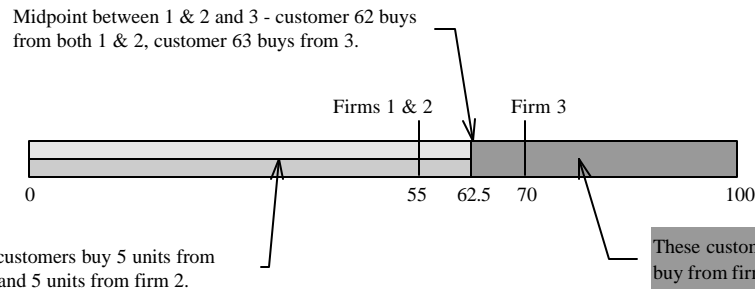 Midpoint between 1 & 2 and 3 - customer 62 buys
from both 1 & 2, customer 63 buys from 3.
Firms 1 & 2
Firm 3
0
55
62.5
70
100
customers buy 5 units from
and 5 units from firm 2.
These
buy from